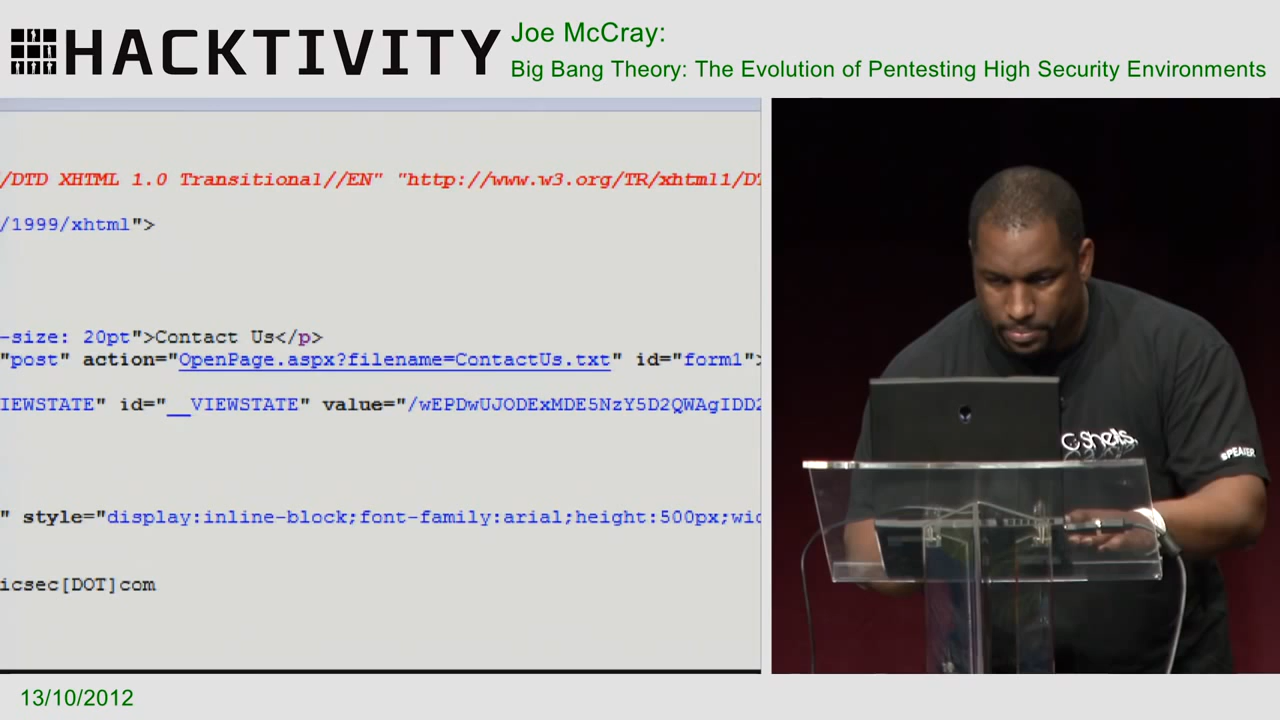 HACKTIVITY
Joe McCray:
Big Bang Theory: The Evolution of Pentesting High Security Environments
/DTD XHTML 1.0 Transitional//EN" "http://www.w3.org/TR/xhtml1/DT
/1999/xhtml">
-size: 20pt">Contact Us</p>
"post" action="OpenPage.aspx?filename=ContactUs.txt" id="form1">
IEWSTATE" id="__VIEWSTATE" value="/wEPDwUJODExMDE5NzY5D2QWAgIDD2
" style="display:inline-block;font-family:arial;height:500px;wid
icsec[DOT]com
shells.
SPEAKER
13/10/2012